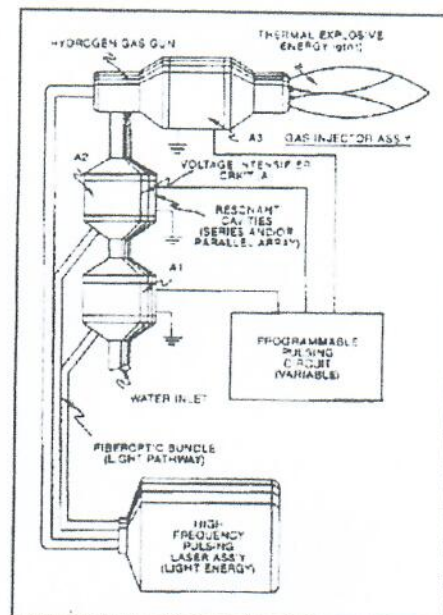 HYDROGEN GAS GUN
THERMAL EXPLOSIVE
ENERGY (gtnt)
A3
GAS INJECTOR ASS'Y
A2
VOLTAGE INTENSIFIER
RESONANT
CAVITIES
(SERIES AND/OR
PARALLEL ARRAY)
A1
PROGRAMMABLE
PULSING
CIRCUIT
(VARIABLE)
WATER INLET
FIBEROPTIC BUNDLE
(LIGHT PATHWAY)
HIGH
FREQUENCY
PULSING
LASER ASS'Y
(LIGHT ENERGY)